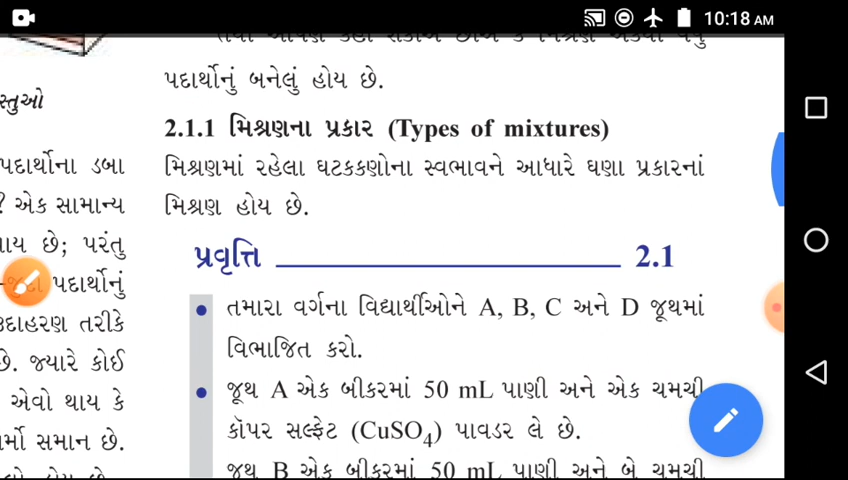 10:18 AM
પદાર્થોનું બનેલું હોય છે.
સ્તુઓ
2.1.1 મિશ્રણના પ્રકાર (Types of mixtures)
પદાર્થોના ડબા
મિશ્રણમાં રહેલા ઘટકકણોના સ્વભાવને આધારે ઘણા પ્રકારનાં
? એક સામાન્ય
મિશ્રણ હોય છે.
ાય છે; પરંતુ
પ્રવૃત્તિ 2.1
પદાર્થોનું
તમારા વર્ગના વિદ્યાર્થીઓને A, B, C અને D જૂથમાં
ઉદાહરણ તરીકે
વિભાજિત કરો.
છે. જ્યારે કોઈ
જૂથ A એક બીકરમાં 50 mL પાણી અને એક ચમચી
એવો થાય કે
કૉપર સલ્ફેટ (CuSO4) પાવડર લે છે.
ર્મો સમાન છે.
જૂથ B એક બીકરમાં 50 mL પાણી અને બે ચમચી